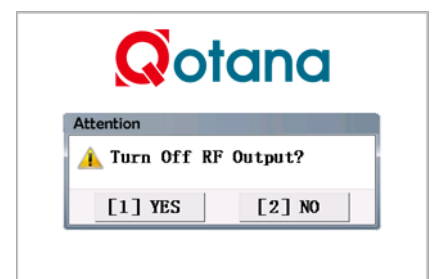 Qotana
Attention
Turn Off RF Output?
[1] YES [2] NO